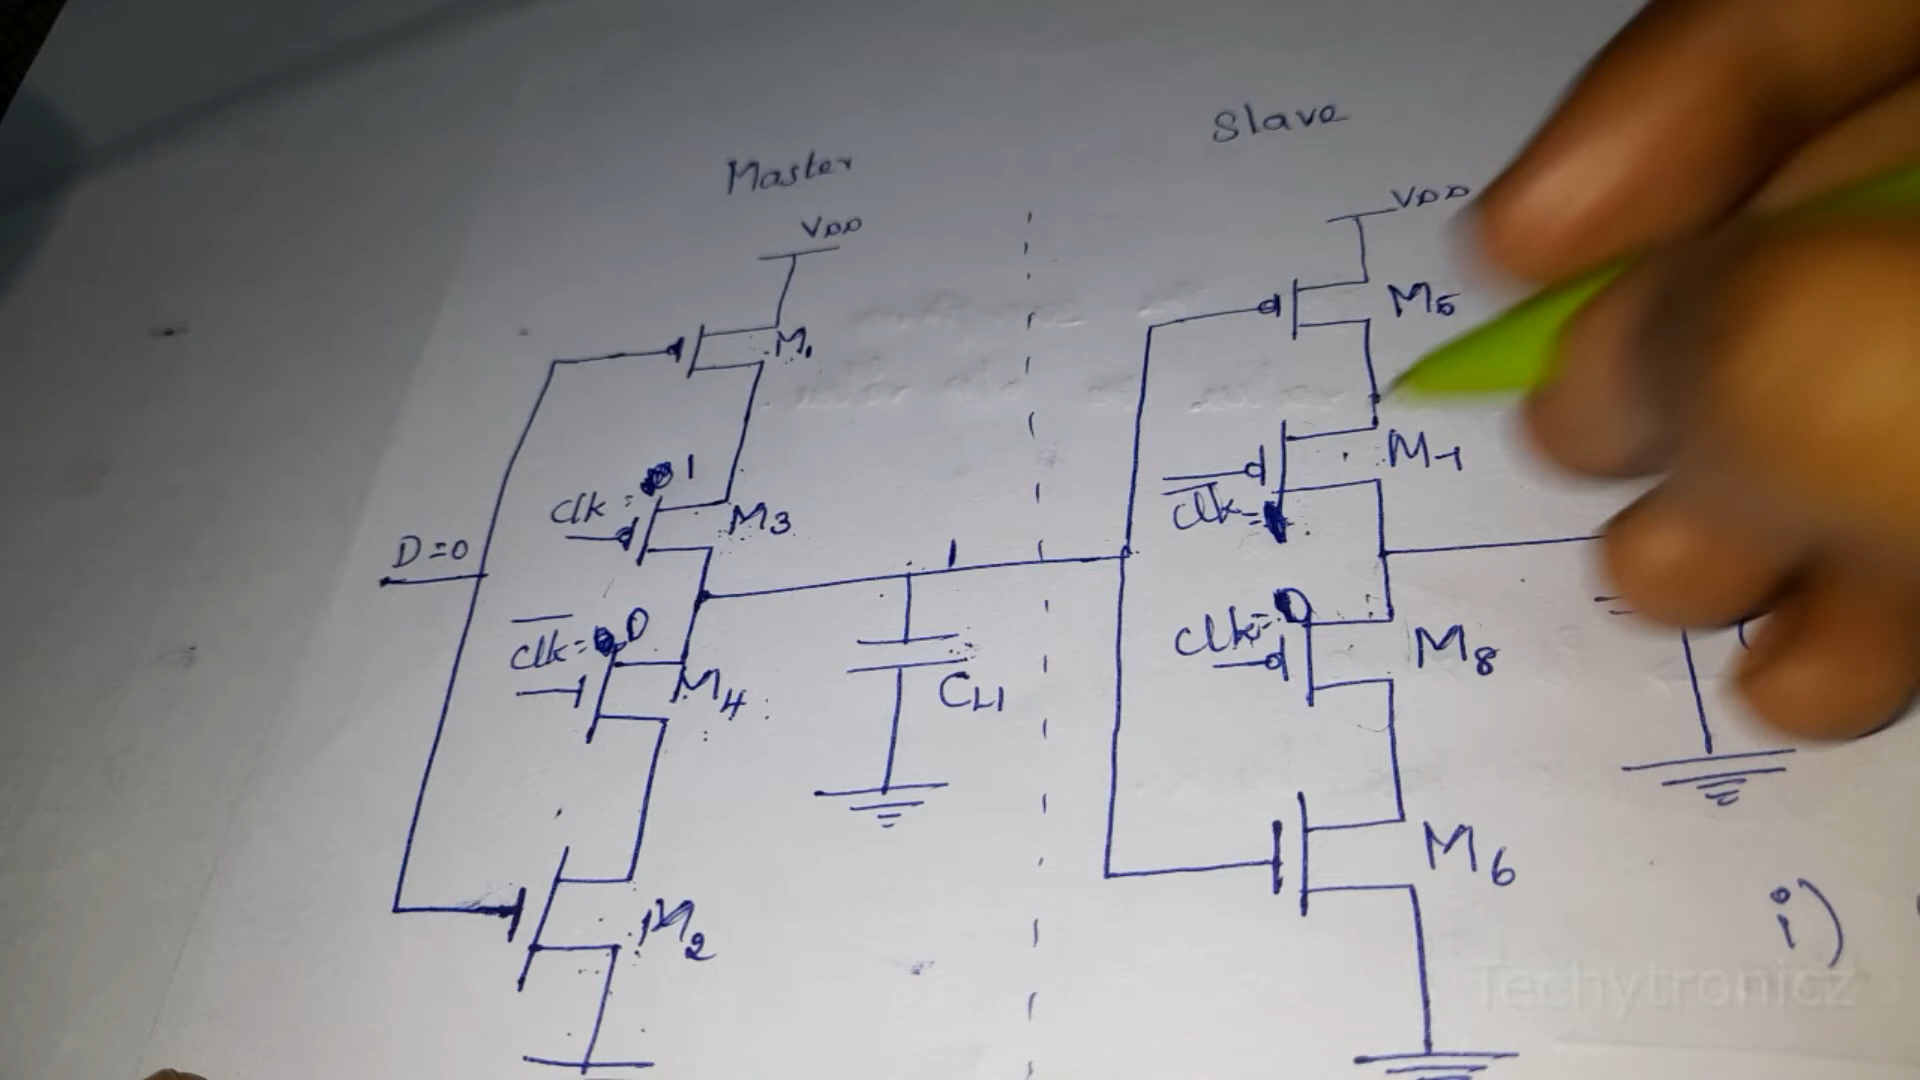 Slave
Master
VDD
VDD
M5
M1
Clk = 1
M3
M7
Clk =
D=0
1
Clk = 0
M4
CL1
Clk =
M8
M6
M2
i)
Techytronicz